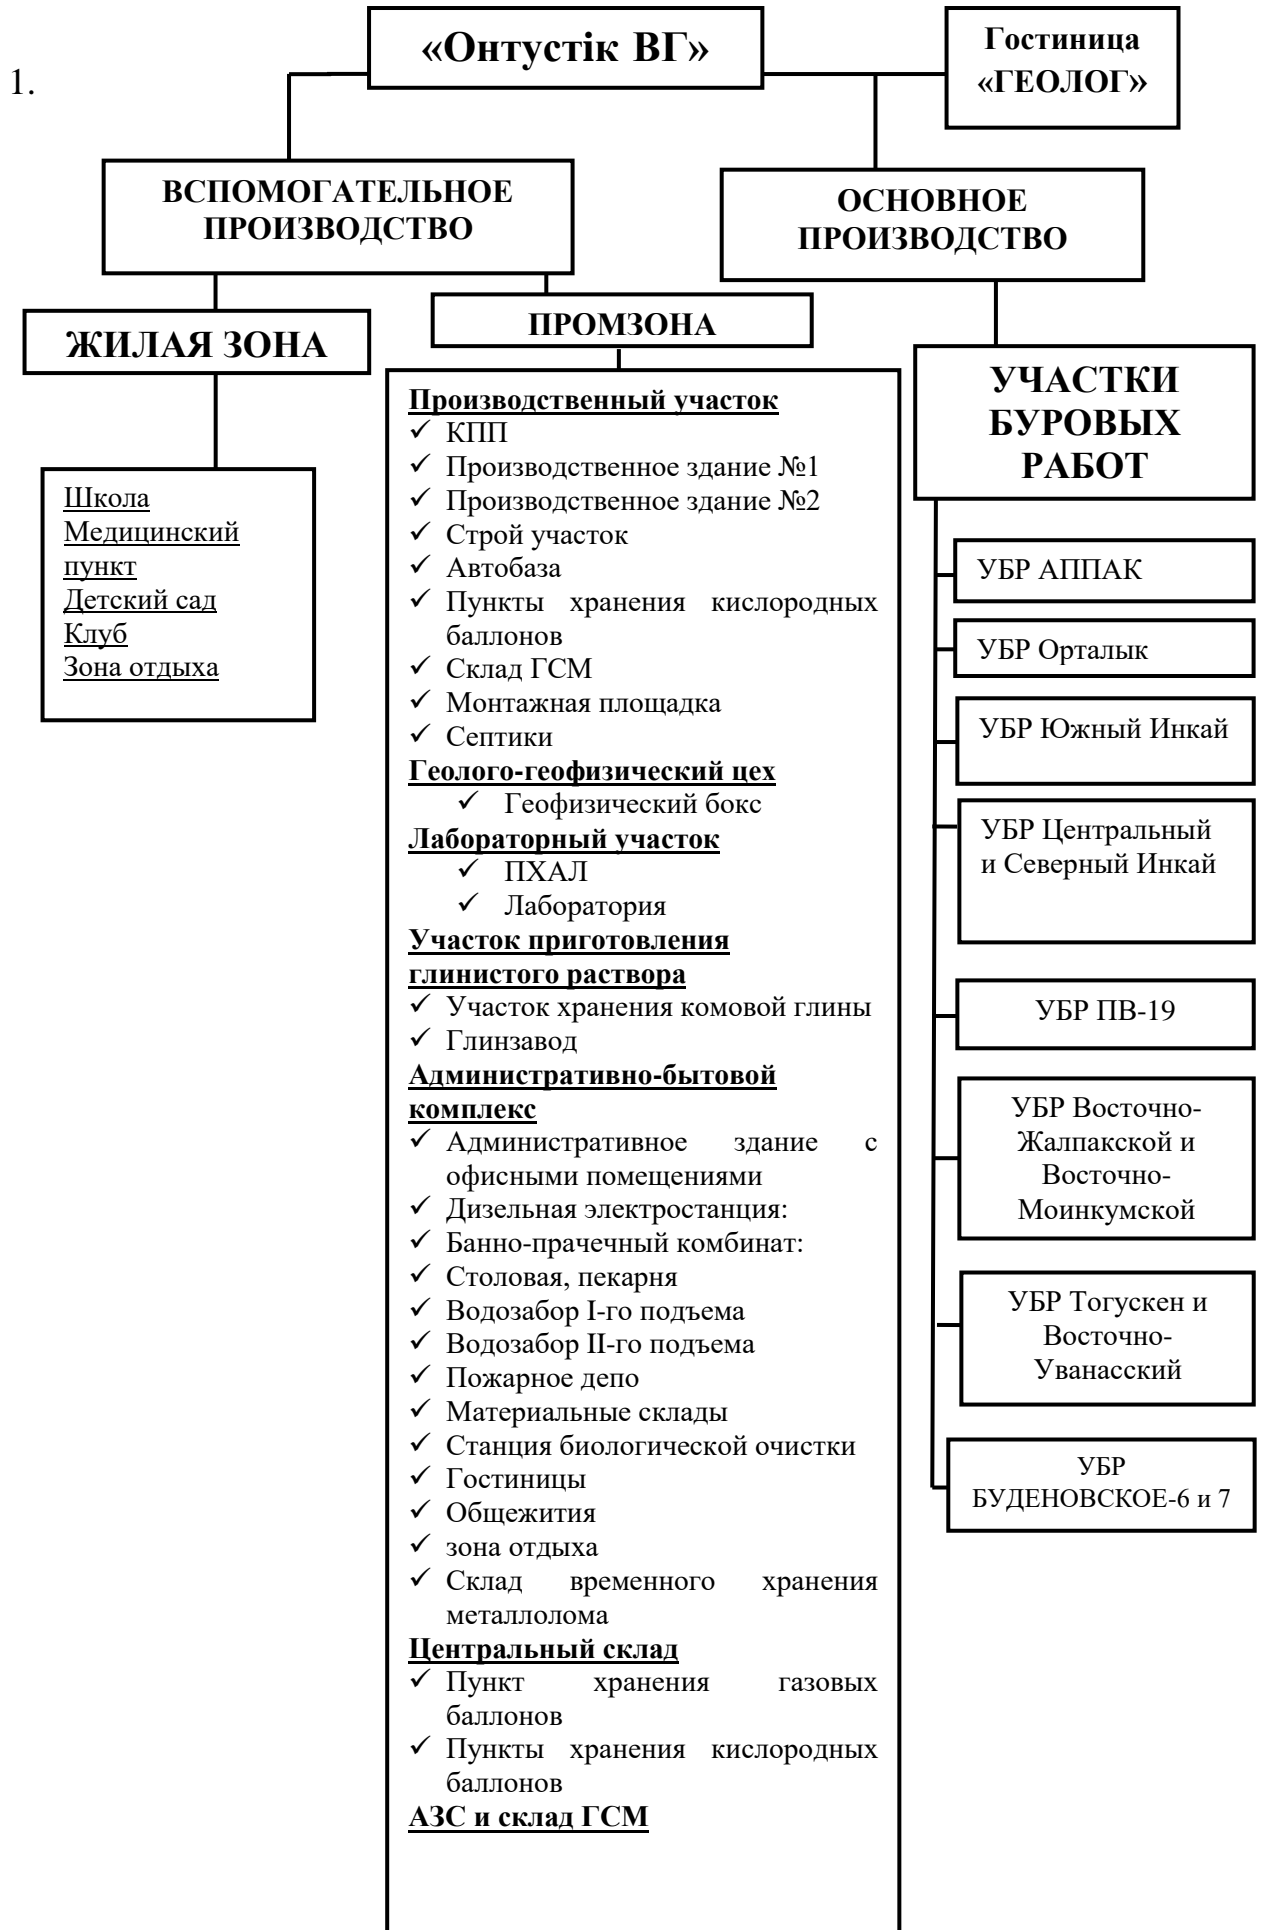 «Онтустік ВГ»
Гостиница
«ГЕОЛОГ»
1.
ВСПОМОГАТЕЛЬНОЕ
ПРОИЗВОДСТВО
ОСНОВНОЕ
ПРОИЗВОДСТВО
ЖИЛАЯ ЗОНА
Школа
Медицинский
пункт
Детский сад
Клуб
Зона отдыха
ПРОМЗОНА
Производственный участок
✓ КПП
✓ Производственное здание №1
✓ Производственное здание №2
✓ Строй участок
✓ Автобаза
✓ Пункты хранения кислородных
баллонов
✓ Склад ГСМ
✓ Монтажная площадка
✓ Септики
Геолого-геофизический цех
✓ Геофизический бокс
Лабораторный участок
✓ ПХАЛ
✓ Лаборатория
Участок приготовления
глинистого раствора
✓ Участок хранения комовой глины
✓ Глинзавод
Административно-бытовой
комплекс
✓ Административное здание с
офисными помещениями
✓ Дизельная электростанция:
✓ Банно-прачечный комбинат:
✓ Столовая, пекарня
✓ Водозабор I-го подъема
✓ Водозабор II-го подъема
✓ Пожарное депо
✓ Материальные склады
✓ Станция биологической очистки
✓ Гостиницы
✓ Общежития
✓ зона отдыха
✓ Склад временного хранения
металлолома
Центральный склад
✓ Пункт хранения газовых
баллонов
✓ Пункты хранения кислородных
баллонов
АЗС и склад ГСМ
УЧАСТКИ
БУРОВЫХ
РАБОТ
УБР АППАК
УБР Орталык
УБР Южный Инкай
УБР Центральный
и Северный Инкай
УБР ПВ-19
УБР Восточно-
Жалпакской и
Восточно-
Моинкумской
УБР Тогускен и
Восточно-
Уванасский
УБР
БУДЕНОВСКОЕ-6 и 7